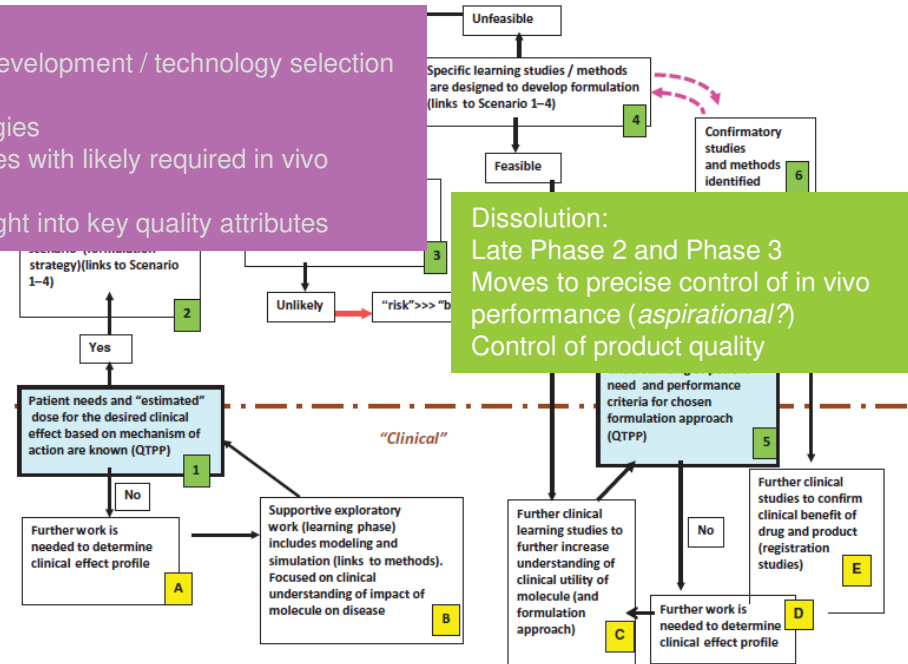 Unfeasible
evelopment / technology selection
gies
es with likely required in vivo
ght into key quality attributes
Specific learning studies / methods
are designed to develop formulation
(links to Scenario 1–4)
4
Feasible
Confirmatory
studies
and methods
identified
6
Dissolution:
Late Phase 2 and Phase 3
Moves to precise control of in vivo
performance (aspirational?)
Control of product quality
strategy)(links to Scenario
1–4)
2
3
Unlikely
"risk">>> "b
Yes
Patient needs and "estimated"
dose for the desired clinical
effect based on mechanism of
action are known (QTPP)
1
"Clinical"
need and performance
criteria for chosen
formulation approach
(QTPP)
5
No
Further work is
needed to determine
clinical effect profile
A
Supportive exploratory
work (learning phase)
includes modeling and
simulation (links to methods).
Focused on clinical
understanding of impact of
molecule on disease
B
Further clinical
learning studies to
further increase
understanding of
clinical utility of
molecule (and
formulation
approach)
C
No
Further clinical
studies to confirm
clinical benefit of
drug and product
(registration
studies)
E
Further work is
needed to determine
clinical effect profile
D